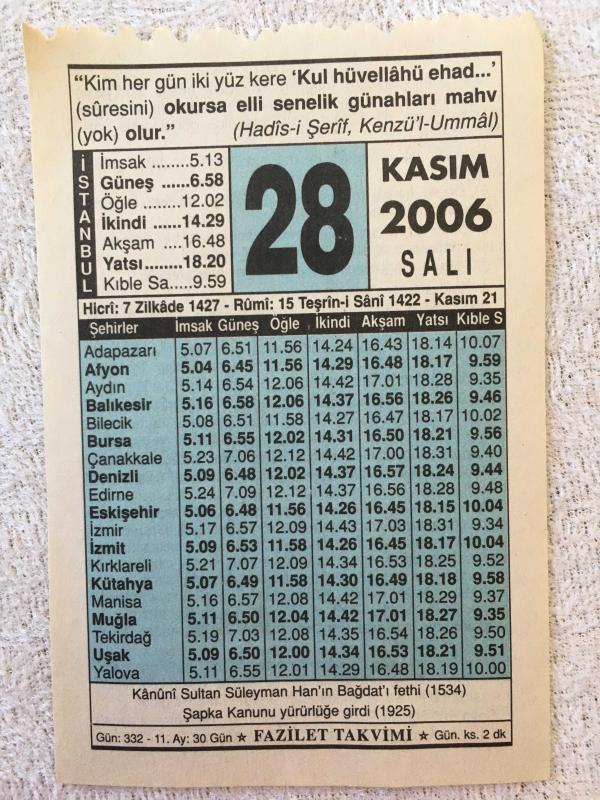 “Kim her gün iki yüz kere ‘Kul hüvellâhü ehad...’
(sûresini) okursa elli senelik günahları mahv
(yok) olur.” (Hadîs-i Şerîf, Kenzü’l-Ummâl)
İSTANBUL
İmsak ........5.13
Güneş ......6.58
Öğle ........12.02
İkindi ......14.29
Akşam ....16.48
Yatsı........18.20
Kıble Sa.....9.59
28
KASIM
2006
SALI
Hicrî: 7 Zilkâde 1427 - Rûmî: 15 Teşrîn-i Sânî 1422 - Kasım 21
Şehirler İmsak Güneş Öğle İkindi Akşam Yatsı Kıble S
Adapazarı 5.07 6.51 11.56 14.24 16.43 18.14 10.07
Afyon 5.04 6.45 11.56 14.29 16.48 18.17 9.59
Aydın 5.14 6.54 12.06 14.42 17.01 18.28 9.35
Balıkesir 5.16 6.58 12.06 14.37 16.56 18.26 9.46
Bilecik 5.08 6.51 11.58 14.27 16.47 18.17 10.02
Bursa 5.11 6.55 12.02 14.31 16.50 18.21 9.56
Çanakkale 5.23 7.06 12.12 14.42 17.00 18.31 9.40
Denizli 5.09 6.48 12.02 14.37 16.57 18.24 9.44
Edirne 5.24 7.09 12.12 14.37 16.56 18.28 9.48
Eskişehir 5.06 6.48 11.56 14.26 16.45 18.15 10.04
İzmir 5.17 6.57 12.09 14.43 17.03 18.31 9.34
İzmit 5.09 6.53 11.58 14.26 16.45 18.17 10.04
Kırklareli 5.21 7.07 12.09 14.34 16.53 18.25 9.52
Kütahya 5.07 6.49 11.58 14.30 16.49 18.18 9.58
Manisa 5.16 6.57 12.08 14.42 17.01 18.29 9.37
Muğla 5.11 6.50 12.04 14.42 17.01 18.27 9.35
Tekirdağ 5.19 7.03 12.08 14.35 16.54 18.26 9.50
Uşak 5.09 6.50 12.00 14.34 16.53 18.21 9.51
Yalova 5.11 6.55 12.01 14.29 16.48 18.19 10.00
Kânûnî Sultan Süleyman Han’ın Bağdat’ı fethi (1534)
Şapka Kanunu yürürlüğe girdi (1925)
Gün: 332 - 11. Ay: 30 Gün ☆ FAZİLET TAKVİMİ ☆ Gün. ks. 2 dk